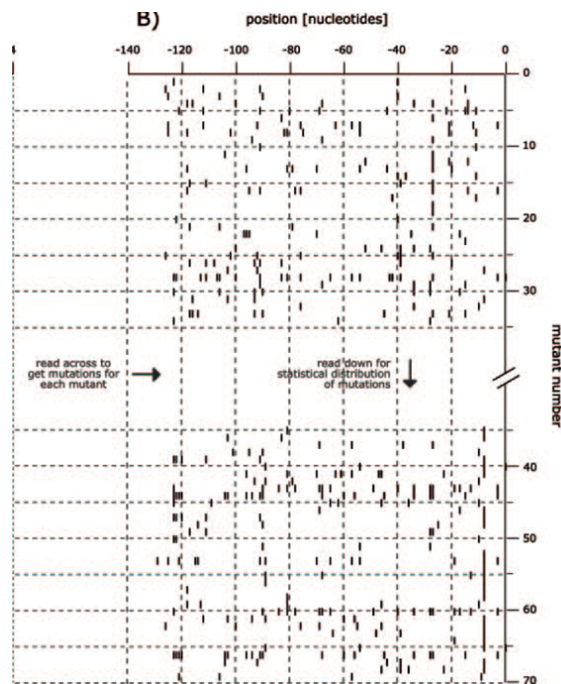 B) position [nucleotides]
-140 -120 -100 -80 -60 -40 -20 0
0
10
20
30
read across to
get mutations for
each mutant
read down for
statistical distribution
of mutations
mutant number
40
50
60
70